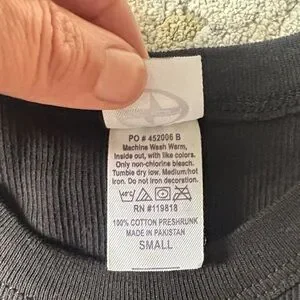 PO # 452006 B
Machine Wash Warm,
Inside out, with like colors.
Only non-chlorine bleach.
Tumble dry low. Medium/hot
Iron. Do not iron decoration.
40°C
RN #119818
100% COTTON PRESHRUNK
MADE IN PAKISTAN
SMALL